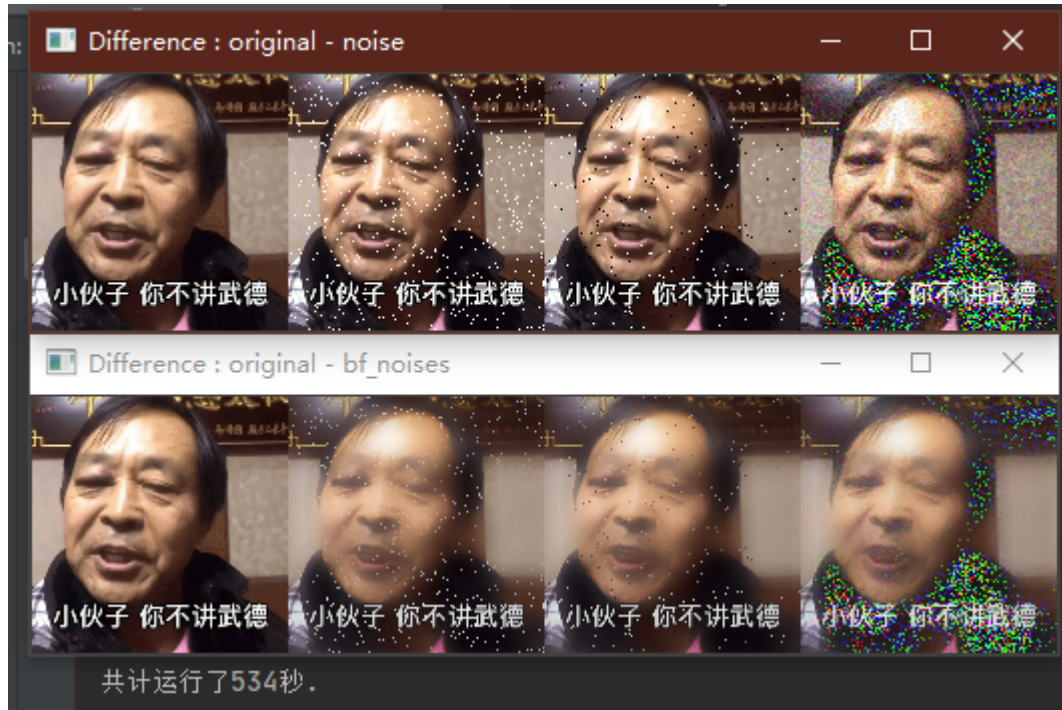 n:
Difference : original - noise
小伙子 你不讲武德 小伙子 你不讲武德 小伙子 你不讲武德 小伙子 你不讲武德
Difference : original - bf_noises
小伙子 你不讲武德 小伙子 你不讲武德 小伙子 你不讲武德 小伙子 你不讲武德
共计运行了534秒.